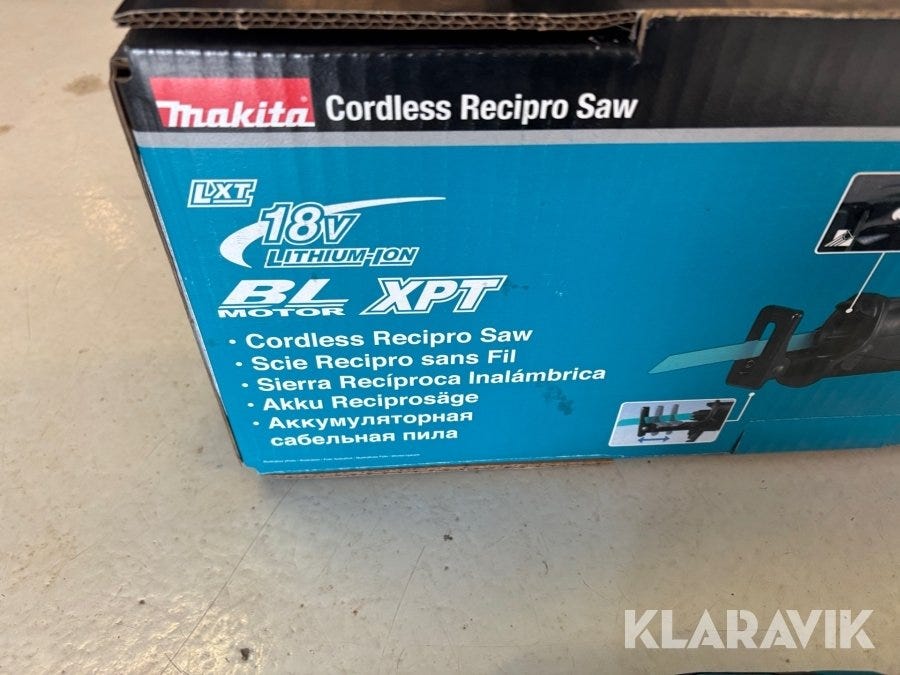 makita Cordless Recipro Saw
LXT
18V
LITHIUM-ION
BL
MOTOR
XPT
• Cordless Recipro Saw
• Scie Recipro sans Fil
• Sierra Recíproca Inalámbrica
• Akku Reciprosäge
• Аккумуляторная
сабельная пила
KLARAVIK